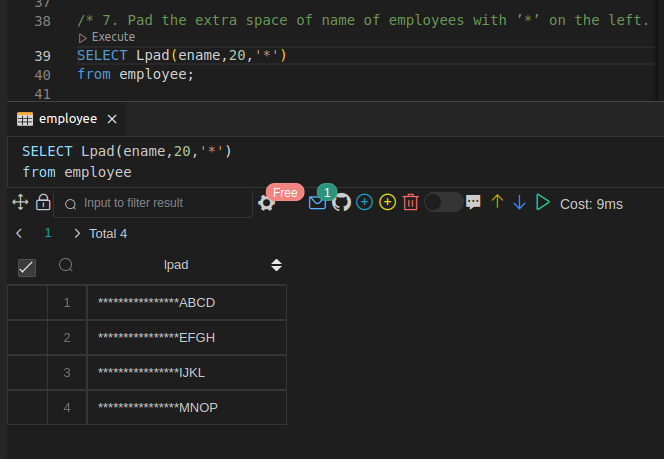 37
38 /* 7. Pad the extra space of name of employees with ’*’ on the left.
Execute
39 SELECT Lpad(ename,20,'*')
40 from employee;
41
employee ×
SELECT Lpad(ename,20,'*')
from employee
Input to filter result Free 1 Cost: 9ms
< 1 > Total 4
lpad
1 ****************ABCD
2 ****************EFGH
3 ****************IJKL
4 ****************MNOP